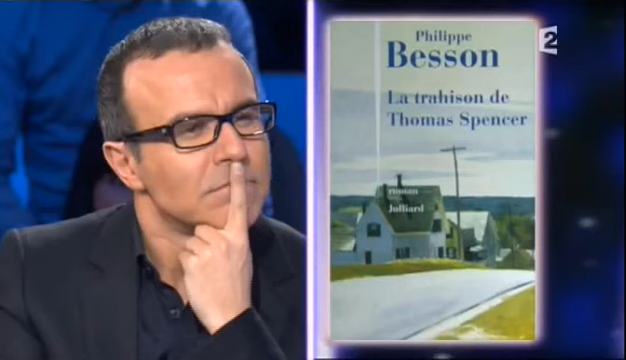 2
Philippe
Besson
La trahison de
Thomas Spencer
roman
Julliard